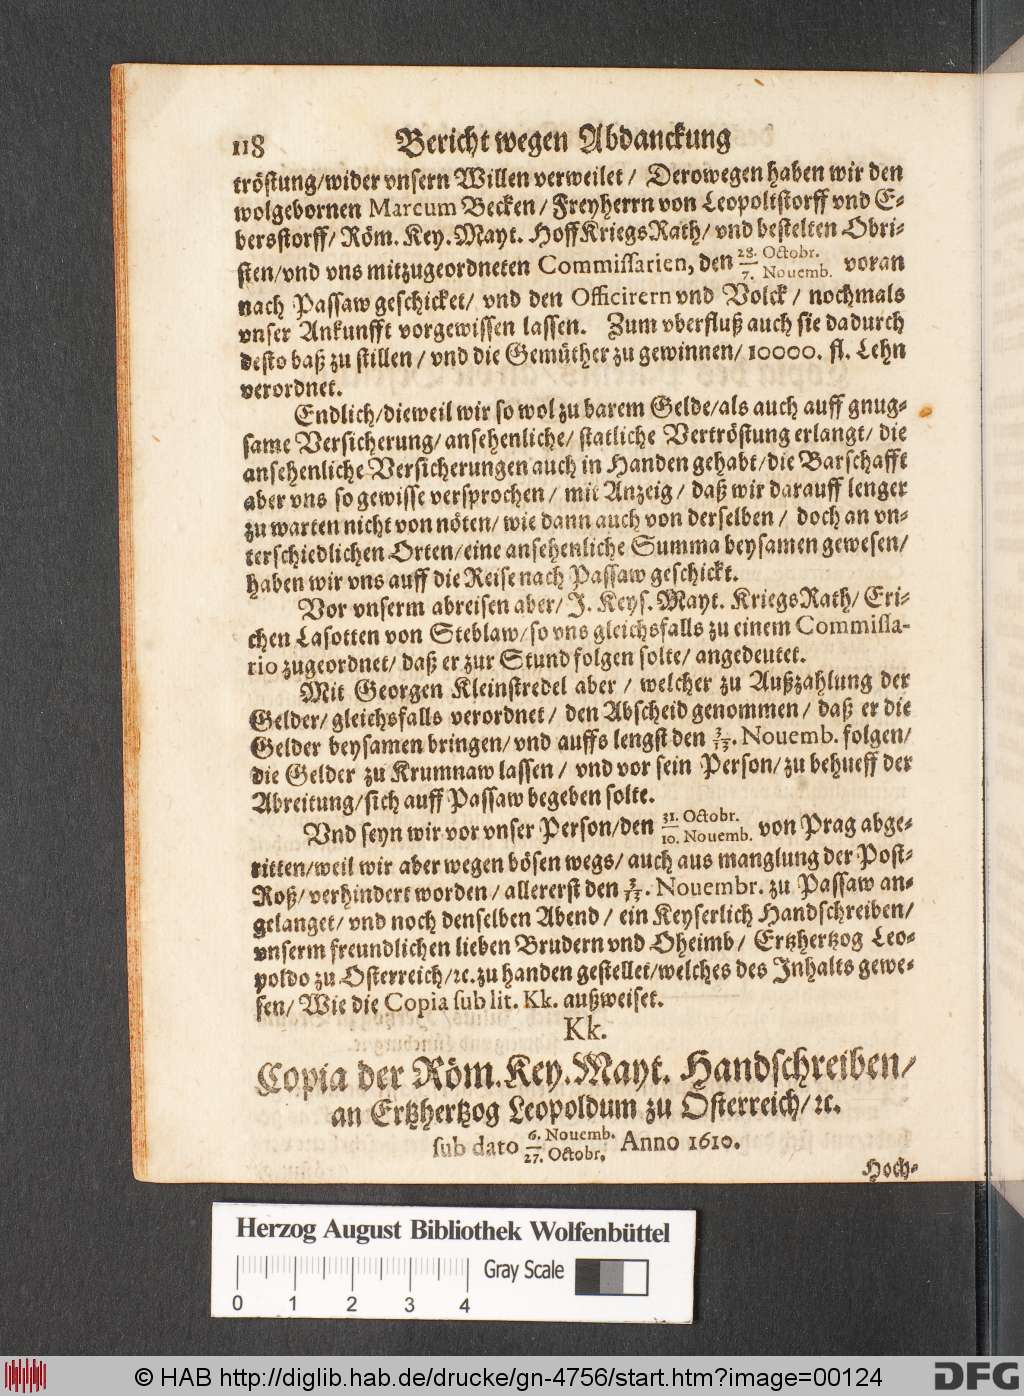 118 Bericht wegen Abdanckung
tröstung/wider vnsern Willen verweilet/ Derowegen haben wir den
wolgebornen Marcum Becken/ Freyherrn von Leopoltstorff vnd E-
bersstorff/ Röm. Key. Mayt. HoffKriegsRath/ vnd bestelten Obri-
sten/vnd vns mitzugeordneten Commissarien, den 28. Octobr./7. Nouemb. voran
nach Passaw geschicket/ vnd den Officirern vnd Volck/ nochmals
vnser Ankunfft vorgewissen lassen. Zum vberfluß auch sie dadurch
desto baß zu stillen/ vnd die Gemüther zu gewinnen/ 10000. fl. Lehn
verordnet.
Endlich/dieweil wir so wol zu barem Gelde/als auch auff gnug-
same Versicherung/ ansehenliche/ statliche Vertröstung erlangt/ die
ansehenliche Versicherungen auch in Handen gehabt/die Barschafft
aber vns so gewisse versprochen/ mit Anzeig/ daß wir darauff lenger
zu warten nicht von nöten/ wie dann auch von derselben/ doch an vn-
terschiedlichen Orten/eine ansehenliche Summa beysamen gewesen/
haben wir vns auff die Reise nach Passaw geschickt.
Vor vnserm abreisen aber/ J. Keys. Mayt. KriegsRath/ Eri-
chen Lasotten von Steblaw/so vns gleichsfalls zu einem Commissa-
rio zugeordnet/ daß er zur Stund folgen solte/ angedeutet.
Mit Georgen Kleinstredel aber/ welcher zu Außzahlung der
Gelder/ gleichsfalls verordnet/ den Abscheid genommen/ daß er die
Gelder beysamen bringen/ vnd auffs lengst den 3/13. Nouemb. folgen/
die Gelder zu Krumnaw lassen/ vnd vor sein Person/ zu behueff der
Abreitung/sich auff Passaw begeben solte.
Vnd seyn wir vor vnser Person/den 31. Octobr./10. Nouemb. von Prag abge-
ritten/weil wir aber wegen bösen wegs/ auch aus manglung der Post-
Roß/ verhindert worden/ allererst den 3/13. Nouembr. zu Passaw an-
gelanget/ vnd noch denselben Abend/ ein Keyserlich Handschreiben/
vnserm freundlichen lieben Brudern vnd Oheimb/ Ertzhertzog Leo-
poldo zu Osterreich/ꝛc. zu handen gestellet/welches des Inhalts gewe-
sen/ Wie die Copia sub lit. Kk. außweiset.
Kk.
Copia der Röm. Key. Mayt. Handschreiben/
an Ertzhertzog Leopoldum zu Osterreich/ꝛc.
sub dato 6. Nouemb./27. Octobr. Anno 1610.
Hoch-
Herzog August Bibliothek Wolfenbüttel
Gray Scale
0 1 2 3 4
© HAB http://diglib.hab.de/drucke/gn-4756/start.htm?image=00124
DFG